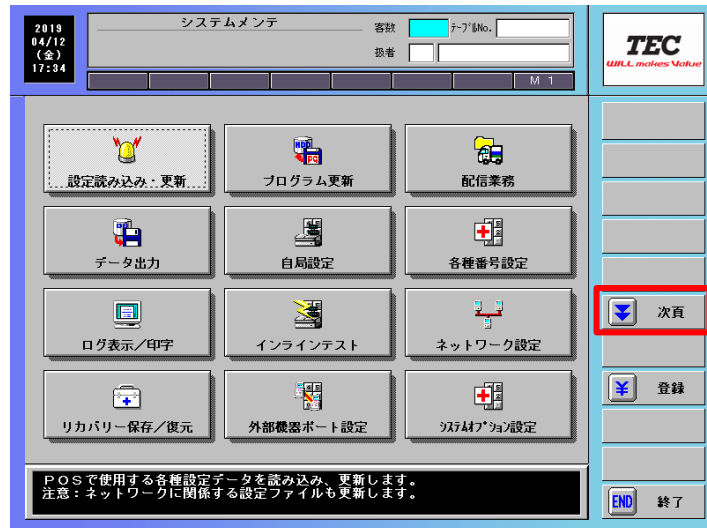 2019
04/12
(金)
17:34
システムメンテ
客数
テーブルNo.
扱者
M1
TEC
WILL makes Value
設定読み込み・更新
HDD
PG
プログラム更新
配信業務
データ出力
自局設定
各種番号設定
次頁
ログ表示/印字
インラインテスト
ネットワーク設定
¥
登録
リカバリー保存/復元
外部機器ポート設定
システムオプション設定
POSで使用する各種設定データを読み込み、更新します。
注意:ネットワークに関係する設定ファイルも更新します。
END
終了